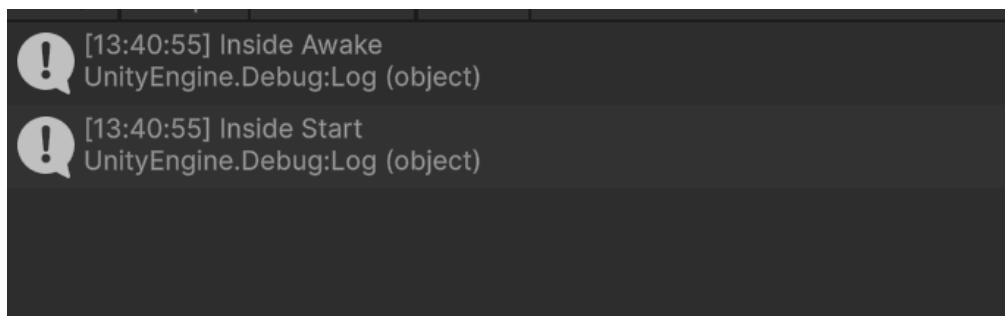 [13:40:55] Inside Awake
UnityEngine.Debug:Log (object)
[13:40:55] Inside Start
UnityEngine.Debug:Log (object)